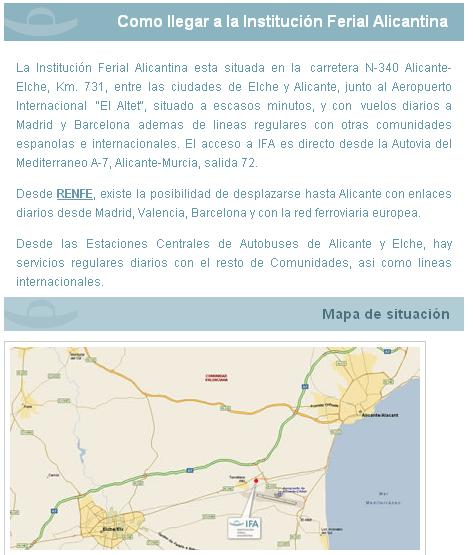 Como llegar a la Institución Ferial Alicantina
La Institución Ferial Alicantina esta situada en la carretera N-340 Alicante-
Elche, Km. 731, entre las ciudades de Elche y Alicante, junto al Aeropuerto
Internacional "El Altet", situado a escasos minutos, y con vuelos diarios a
Madrid y Barcelona ademas de lineas regulares con otras comunidades
espanolas e internacionales. El acceso a IFA es directo desde la Autovia del
Mediterraneo A-7, Alicante-Murcia, salida 72.
Desde RENFE, existe la posibilidad de desplazarse hasta Alicante con enlaces
diarios desde Madrid, Valencia, Barcelona y con la red ferroviaria europea.
Desde las Estaciones Centrales de Autobuses de Alicante y Elche, hay
servicios regulares diarios con el resto de Comunidades, asi como lineas
internacionales.
Mapa de situación
COMUNIDAD
VALENCIANA
Alicante-Alacant
Mar
Mediterráneo
Elche/Elx
IFA